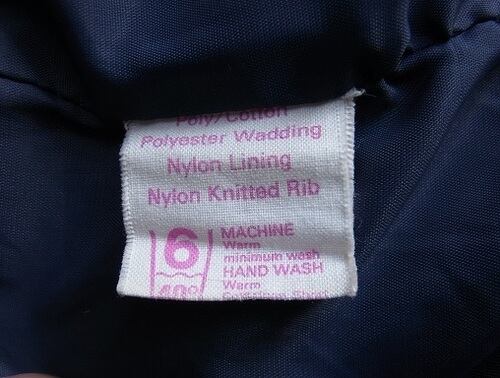 Poly/Cotton
Polyester Wadding
Nylon Lining
Nylon Knitted Rib
6
40°
MACHINE
Warm
minimum wash
HAND WASH
Warm